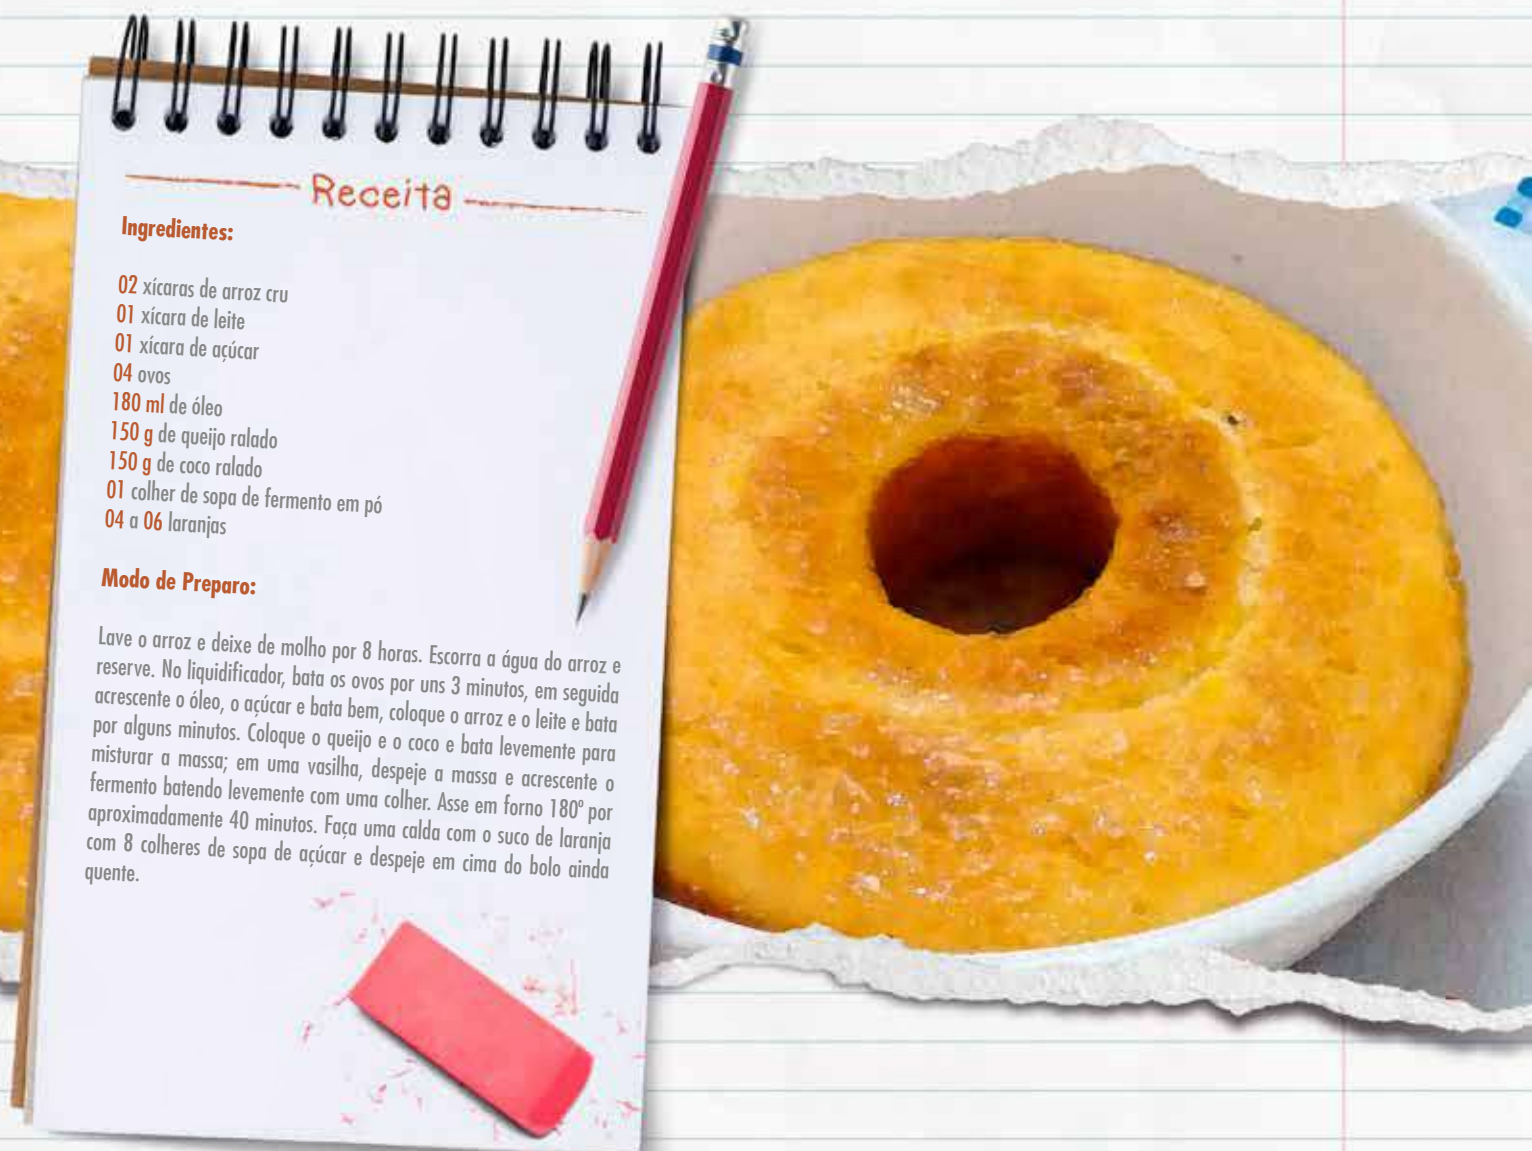 Receita
Ingredientes:
02 xícaras de arroz cru
01 xícara de leite
01 xícara de açúcar
04 ovos
180 ml de óleo
150 g de queijo ralado
150 g de coco ralado
01 colher de sopa de fermento em pó
04 a 06 laranjas
Modo de Preparo:
Lave o arroz e deixe de molho por 8 horas. Escorra a água do arroz e
reserve. No liquidificador, bata os ovos por uns 3 minutos, em seguida
acrescente o óleo, o açúcar e bata bem, coloque o arroz e o leite e bata
por alguns minutos. Coloque o queijo e o coco e bata levemente para
misturar a massa; em uma vasilha, despeje a massa e acrescente o
fermento batendo levemente com uma colher. Asse em forno 180º por
aproximadamente 40 minutos. Faça uma calda com o suco de laranja
com 8 colheres de sopa de açúcar e despeje em cima do bolo ainda
quente.